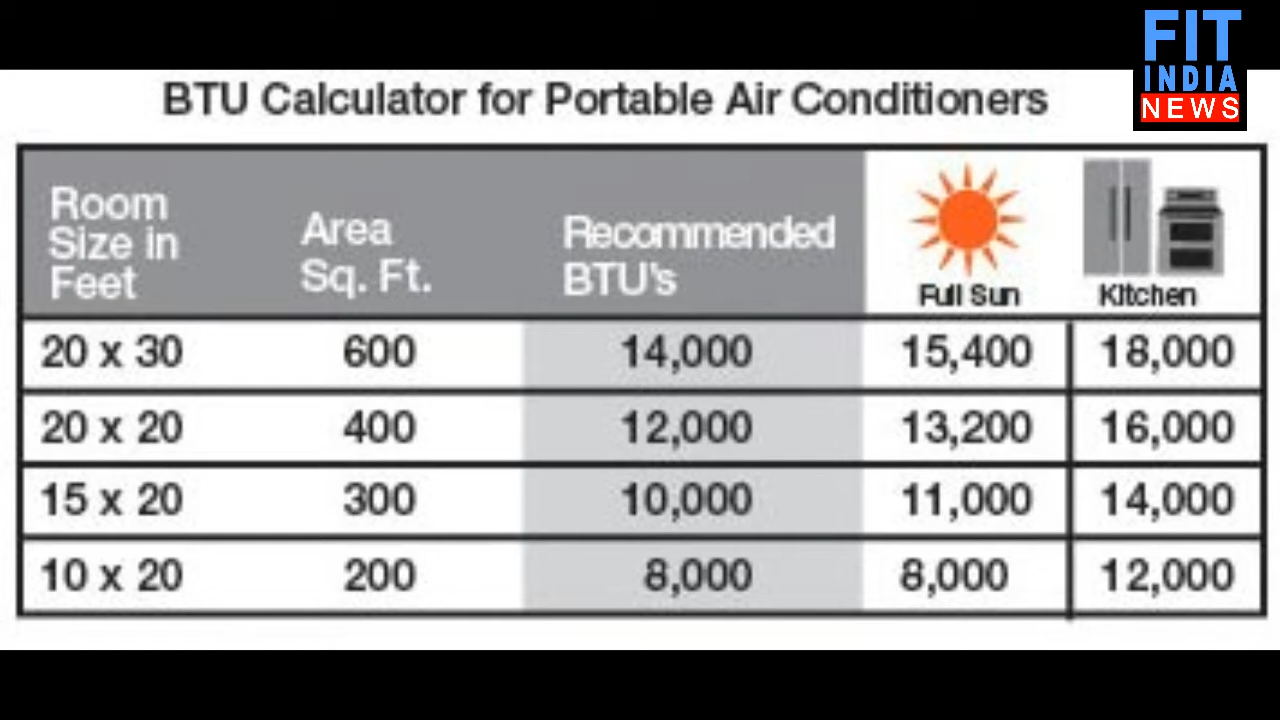 FIT
INDIA
NEWS
BTU Calculator for Portable Air Conditioners
Room
Size in
Feet
Area
Sq. Ft.
Recommended
BTU's
Full Sun
Kitchen
20 x 30 600 14,000 15,400 18,000
20 x 20 400 12,000 13,200 16,000
15 x 20 300 10,000 11,000 14,000
10 x 20 200 8,000 8,000 12,000